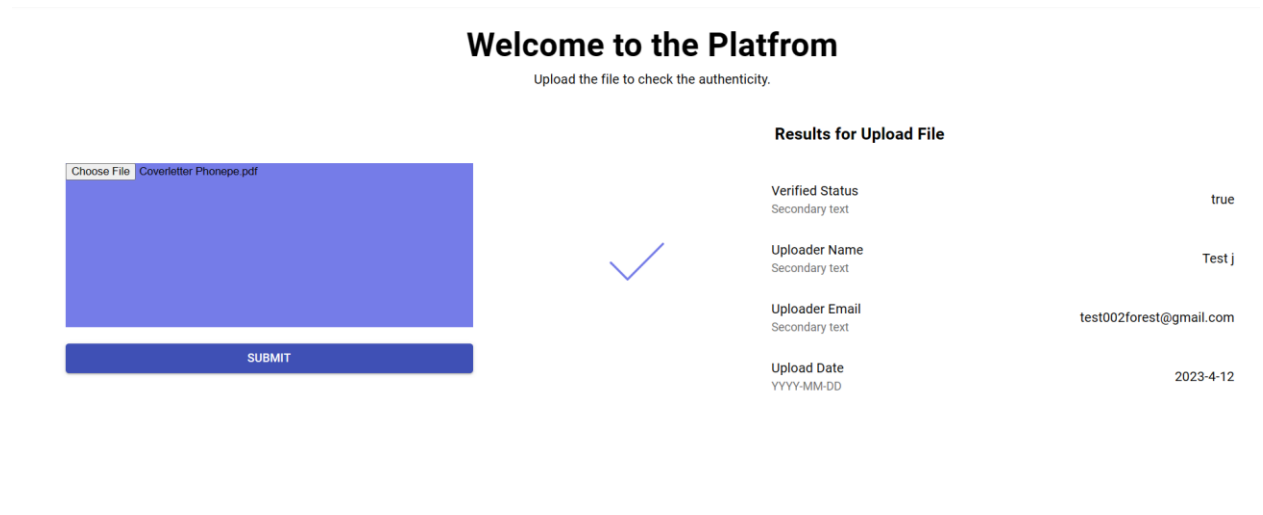 Welcome to the Platfrom
Upload the file to check the authenticity.
Choose File Coverletter Phonepe.pdf
SUBMIT
Results for Upload File
Verified Status
Secondary text
true
Uploader Name
Secondary text
Test j
Uploader Email
Secondary text
test002forest@gmail.com
Upload Date
YYYY-MM-DD
2023-4-12